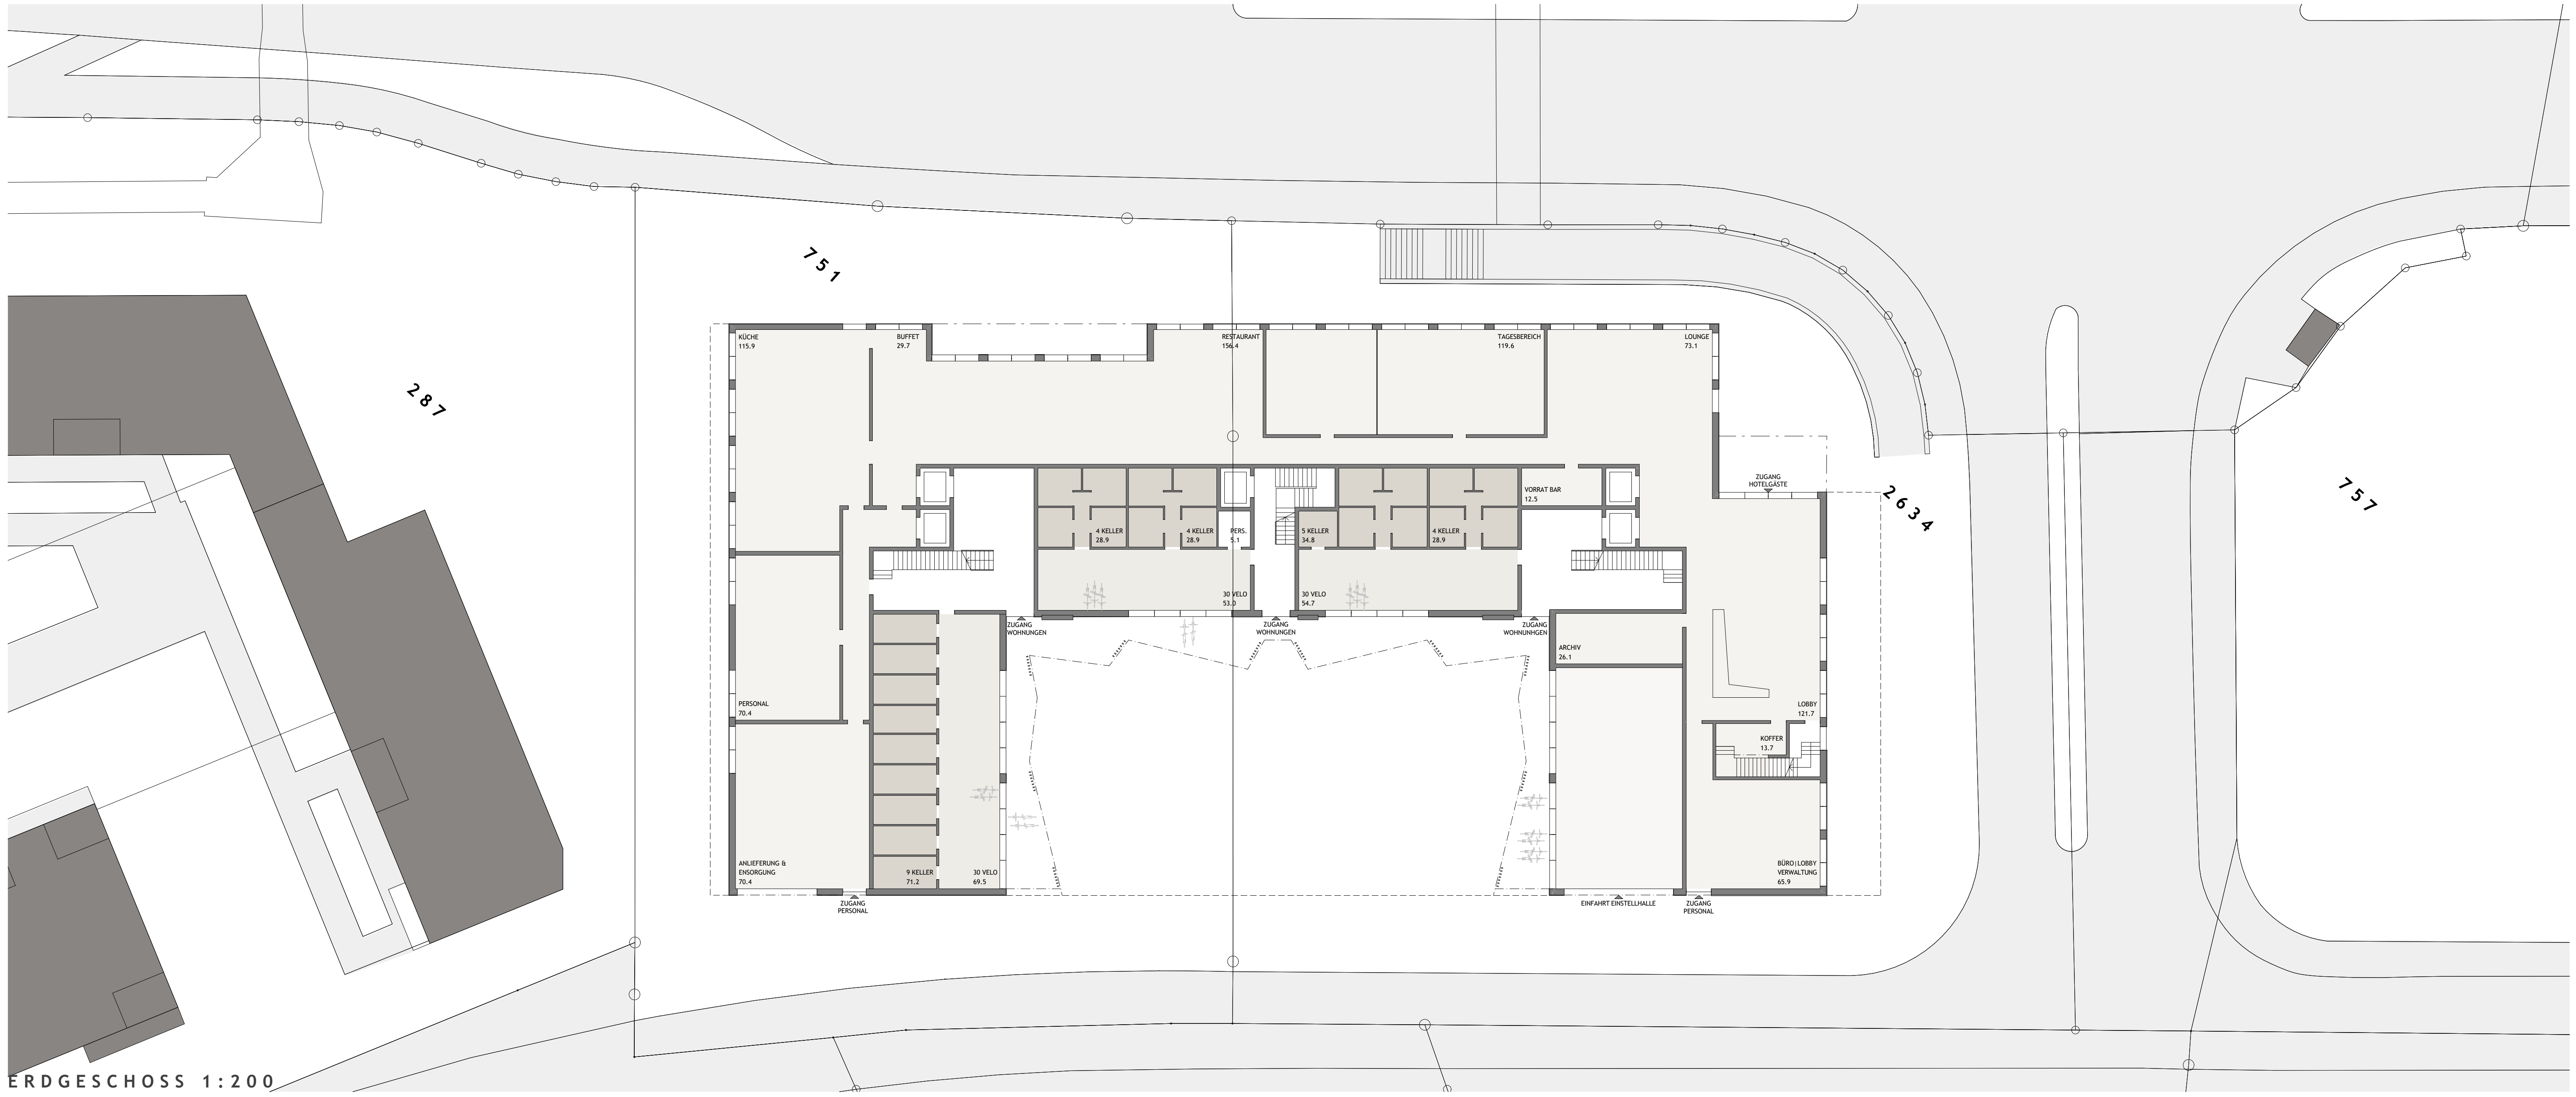 751
287
2634
757
KÜCHE
115.9
BUFFET
29.7
RESTAURANT
156.4
TAGESBEREICH
119.6
LOUNGE
73.1
ZUGANG
HOTELGÄSTE
VORRAT BAR
12.5
4 KELLER
28.9
4 KELLER
28.9
PERS.
5.1
5 KELLER
34.8
4 KELLER
28.9
30 VELO
53.0
30 VELO
54.7
ZUGANG
WOHNUNGEN
ZUGANG
WOHNUNGEN
ZUGANG
WOHNUNHGEN
ARCHIV
26.1
PERSONAL
70.4
LOBBY
121.7
KOFFER
13.7
ANLIEFERUNG &
ENSORGUNG
70.4
9 KELLER
71.2
30 VELO
69.5
BÜRO|LOBBY
VERWALTUNG
65.9
ZUGANG
PERSONAL
EINFAHRT EINSTELLHALLE
ZUGANG
PERSONAL
ERDGESCHOSS 1:200